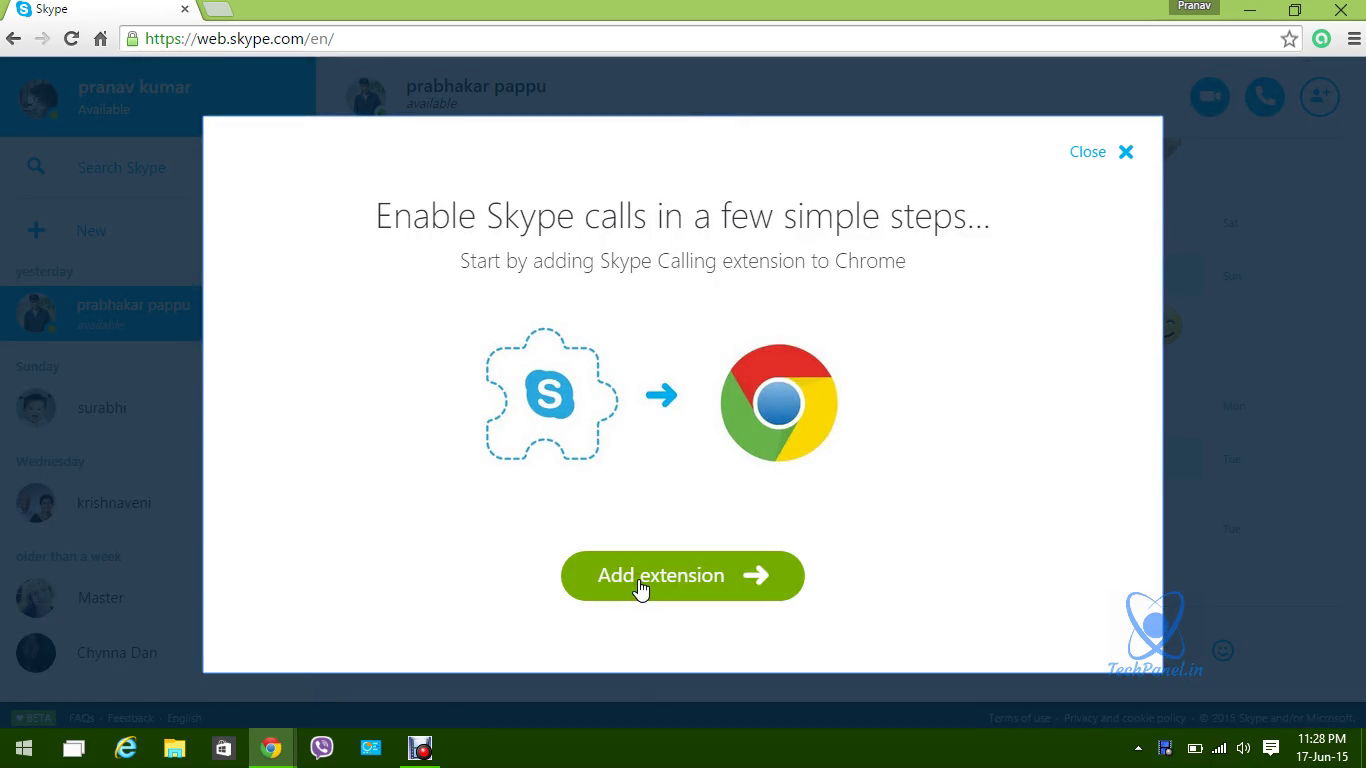 Skype
Pranav
https://web.skype.com/en/
pranav kumar
Available
prabhakar pappu
available
Search Skype
New
yesterday
prabhakar pappu
available
Sunday
surabhi
Wednesday
krishnaveni
older than a week
Master
Chynna Dan
Close
Enable Skype calls in a few simple steps...
Start by adding Skype Calling extension to Chrome
S
Add extension
Sat
Sun
Mon
Tue
Tue
TechPanel.in
BETA FAQs · Feedback · English
Terms of use · Privacy and cookie policy · © 2015 Skype and/or Microsoft.
11:28 PM
17-Jun-15